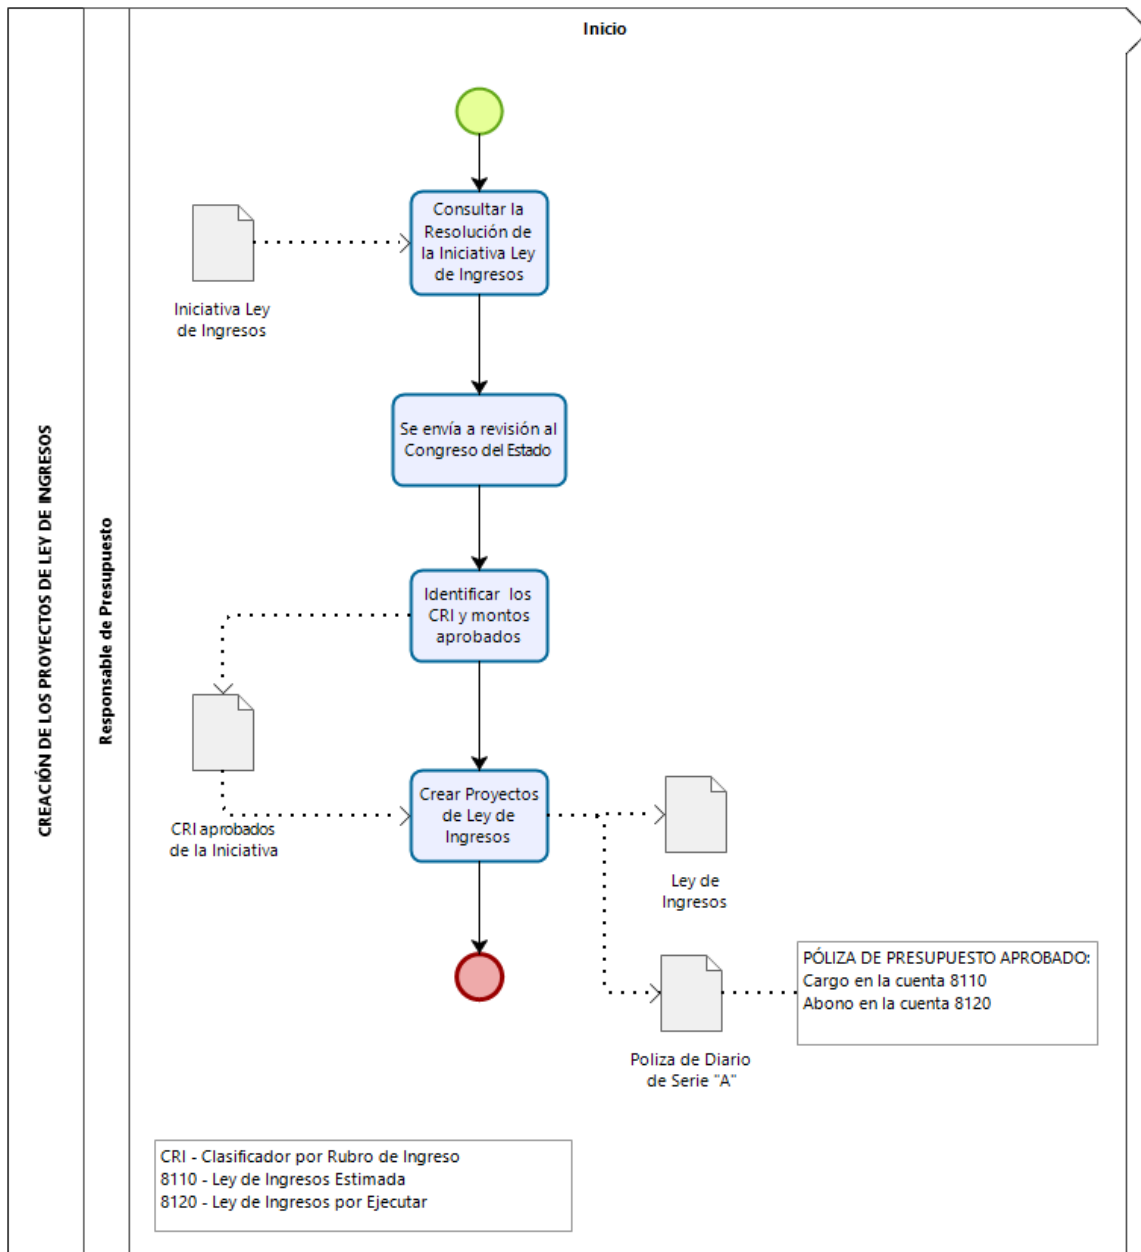 CREACIÓN DE LOS PROYECTOS DE LEY DE INGRESOS
Responsable de Presupuesto
Inicio
Consultar la
Resolución de
la Iniciativa Ley
de Ingresos
Iniciativa Ley
de Ingresos
Se envía a revisión al
Congreso del Estado
Identificar los
CRI y montos
aprobados
CRI aprobados
de la Iniciativa
Crear Proyectos
de Ley de
Ingresos
Ley de
Ingresos
PÓLIZA DE PRESUPUESTO APROBADO:
Cargo en la cuenta 8110
Abono en la cuenta 8120
Poliza de Diario
de Serie "A"
CRI - Clasificador por Rubro de Ingreso
8110 - Ley de Ingresos Estimada
8120 - Ley de Ingresos por Ejecutar